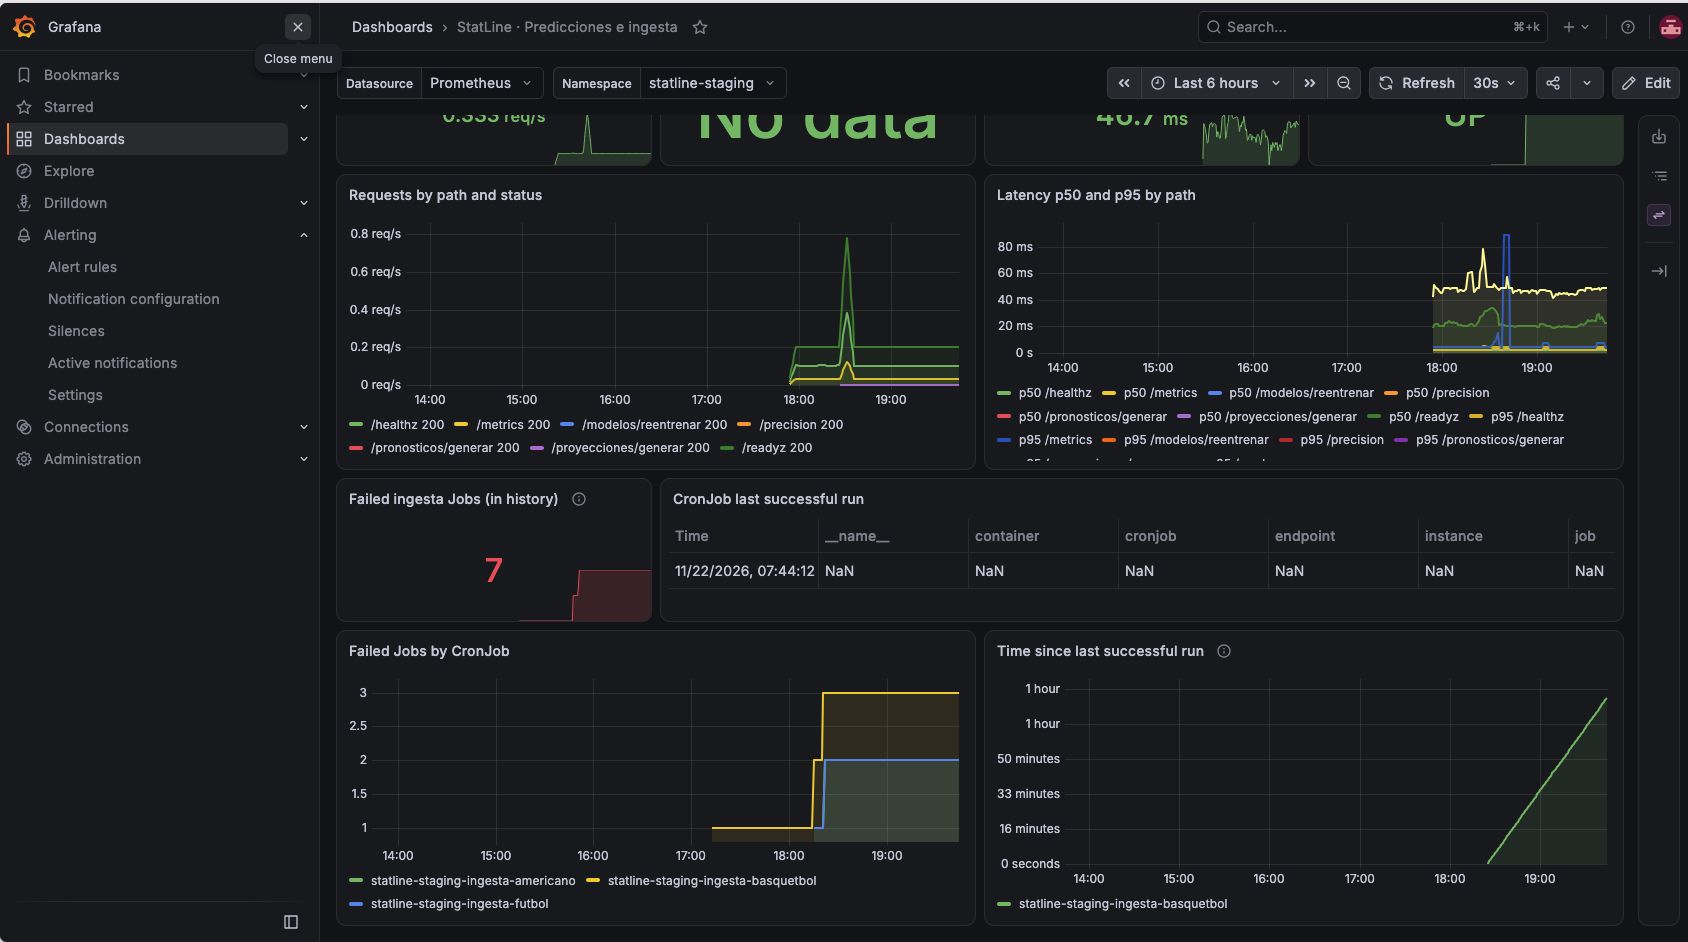 Grafana
Dashboards › StatLine · Predicciones e ingesta
Search...
⌘+k
Close menu
Bookmarks
Starred
Dashboards
Explore
Drilldown
Alerting
Alert rules
Notification configuration
Silences
Active notifications
Settings
Connections
Administration
Datasource
Prometheus
Namespace
statline-staging
Last 6 hours
Refresh
30s
Edit
0.333 req/s
No data
46.7 ms
UP
Requests by path and status
0.8 req/s
0.6 req/s
0.4 req/s
0.2 req/s
0 req/s
14:00 15:00 16:00 17:00 18:00 19:00
/healthz 200 /metrics 200 /modelos/reentrenar 200 /precision 200
/pronosticos/generar 200 /proyecciones/generar 200 /readyz 200
Latency p50 and p95 by path
80 ms
60 ms
40 ms
20 ms
0 s
14:00 15:00 16:00 17:00 18:00 19:00
p50 /healthz p50 /metrics p50 /modelos/reentrenar p50 /precision
p50 /pronosticos/generar p50 /proyecciones/generar p50 /readyz p95 /healthz
p95 /metrics p95 /modelos/reentrenar p95 /precision p95 /pronosticos/generar
Failed ingesta Jobs (in history)
7
CronJob last successful run
Time __name__ container cronjob endpoint instance job
11/22/2026, 07:44:12 NaN NaN NaN NaN NaN NaN
Failed Jobs by CronJob
3
2.5
2
1.5
1
14:00 15:00 16:00 17:00 18:00 19:00
statline-staging-ingesta-americano statline-staging-ingesta-basquetbol
statline-staging-ingesta-futbol
Time since last successful run
1 hour
1 hour
50 minutes
33 minutes
16 minutes
0 seconds
14:00 15:00 16:00 17:00 18:00 19:00
statline-staging-ingesta-basquetbol